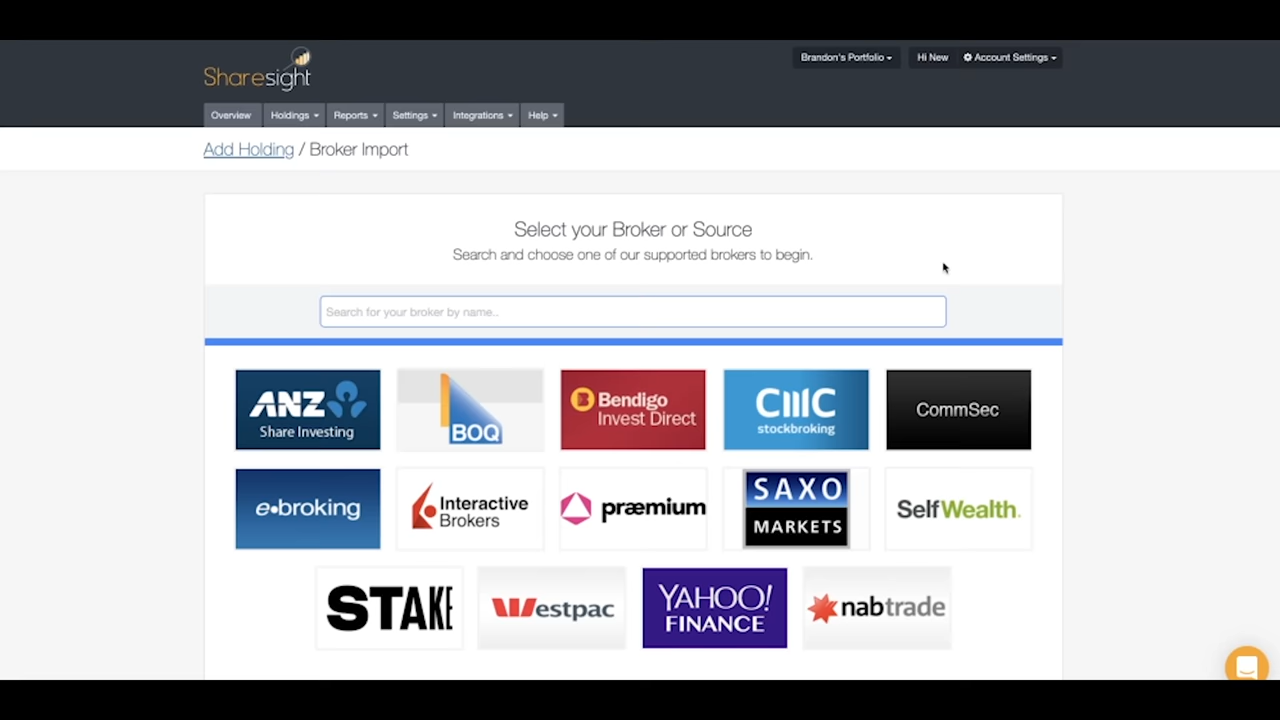 Sharesight
Brandon's Portfolio
Hi New
Account Settings
Overview
Holdings
Reports
Settings
Integrations
Help
Add Holding / Broker Import
Select your Broker or Source
Search and choose one of our supported brokers to begin.
Search for your broker by name..
ANZ
Share Investing
BOQ
Bendigo
Invest Direct
CMC
stockbroking
CommSec
e•broking
Interactive
Brokers
præmium
SAXO
MARKETS
SelfWealth.
STAKE
Westpac
YAHOO!
FINANCE
nabtrade